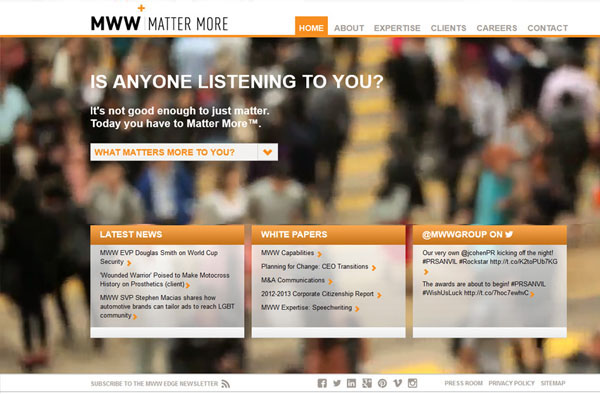 MWW+ | MATTER MORE
HOME ABOUT EXPERTISE CLIENTS CAREERS CONTACT
IS ANYONE LISTENING TO YOU?
It's not good enough to just matter.
Today you have to Matter More™.
WHAT MATTERS MORE TO YOU?
LATEST NEWS
MWW EVP Douglas Smith on World Cup
Security
'Wounded Warrior' Poised to Make Motocross
History on Prosthetics (client)
MWW SVP Stephen Macias shares how
automotive brands can tailor ads to reach LGBT
community
WHITE PAPERS
MWW Capabilities
Planning for Change: CEO Transitions
M&A Communications
2012-2013 Corporate Citizenship Report
MWW Expertise: Speechwriting
@MWWGROUP ON
Our very own @jcohenPR kicking off the night!
#PRSANVIL #Rockstar http://t.co/K2toPUb7KG
The awards are about to begin! #PRSANVIL
#WishUsLuck http://t.co/7hoc7ewhvC
SUBSCRIBE TO THE MWW EDGE NEWSLETTER
PRESS ROOM PRIVACY POLICY SITEMAP